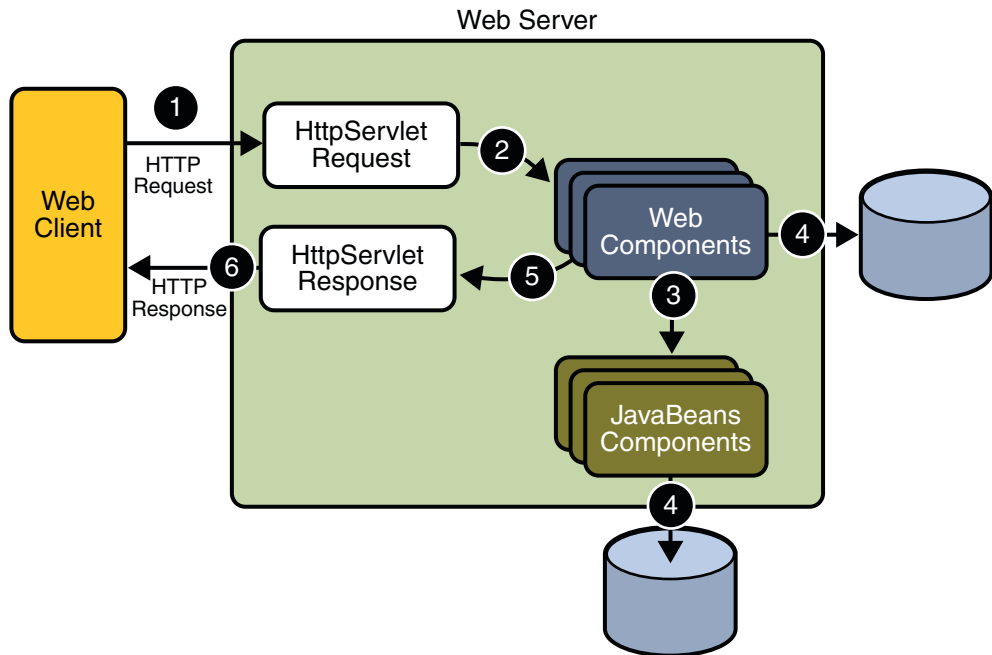 Web Server
1
HttpServlet
Request
2
HTTP
Request
Web
Client
Web
Components
4
HttpServlet
Response
5
6
HTTP
Response
3
JavaBeans
Components
4